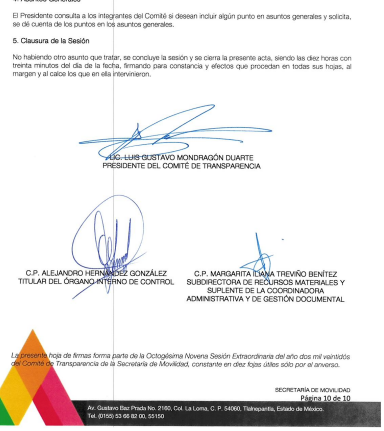 4. Asuntos Generales
El Presidente consulta a los integrantes del Comité si desean incluir algún punto en asuntos generales y solicita,
se dé cuenta de los puntos en los asuntos generales.
5. Clausura de la Sesión
No habiendo otro asunto que tratar, se concluye la sesión y se cierra la presente acta, siendo las diez horas con
treinta minutos del día de la fecha, firmando para constancia y efectos que procedan en todas sus hojas, al
margen y al calce los que en ella intervinieron.
LIC. LUIS GUSTAVO MONDRAGÓN DUARTE
PRESIDENTE DEL COMITÉ DE TRANSPARENCIA
C.P. ALEJANDRO HERNÁNDEZ GONZÁLEZ
TITULAR DEL ÓRGANO INTERNO DE CONTROL
C.P. MARGARITA ILIANA TREVIÑO BENÍTEZ
SUBDIRECTORA DE RECURSOS MATERIALES Y
SUPLENTE DE LA COORDINADORA
ADMINISTRATIVA Y DE GESTIÓN DOCUMENTAL
La presente hoja de firmas forma parte de la Octogésima Novena Sesión Extraordinaria del año dos mil veintidós
del Comité de Transparencia de la Secretaría de Movilidad, constante en diez fojas útiles sólo por el anverso.
SECRETARÍA DE MOVILIDAD
Página 10 de 10
Av. Gustavo Baz Prada No. 2160, Col. La Loma, C. P. 54060, Tlalnepantla, Estado de México.
Tel. (0155) 53 66 82 00, 55150